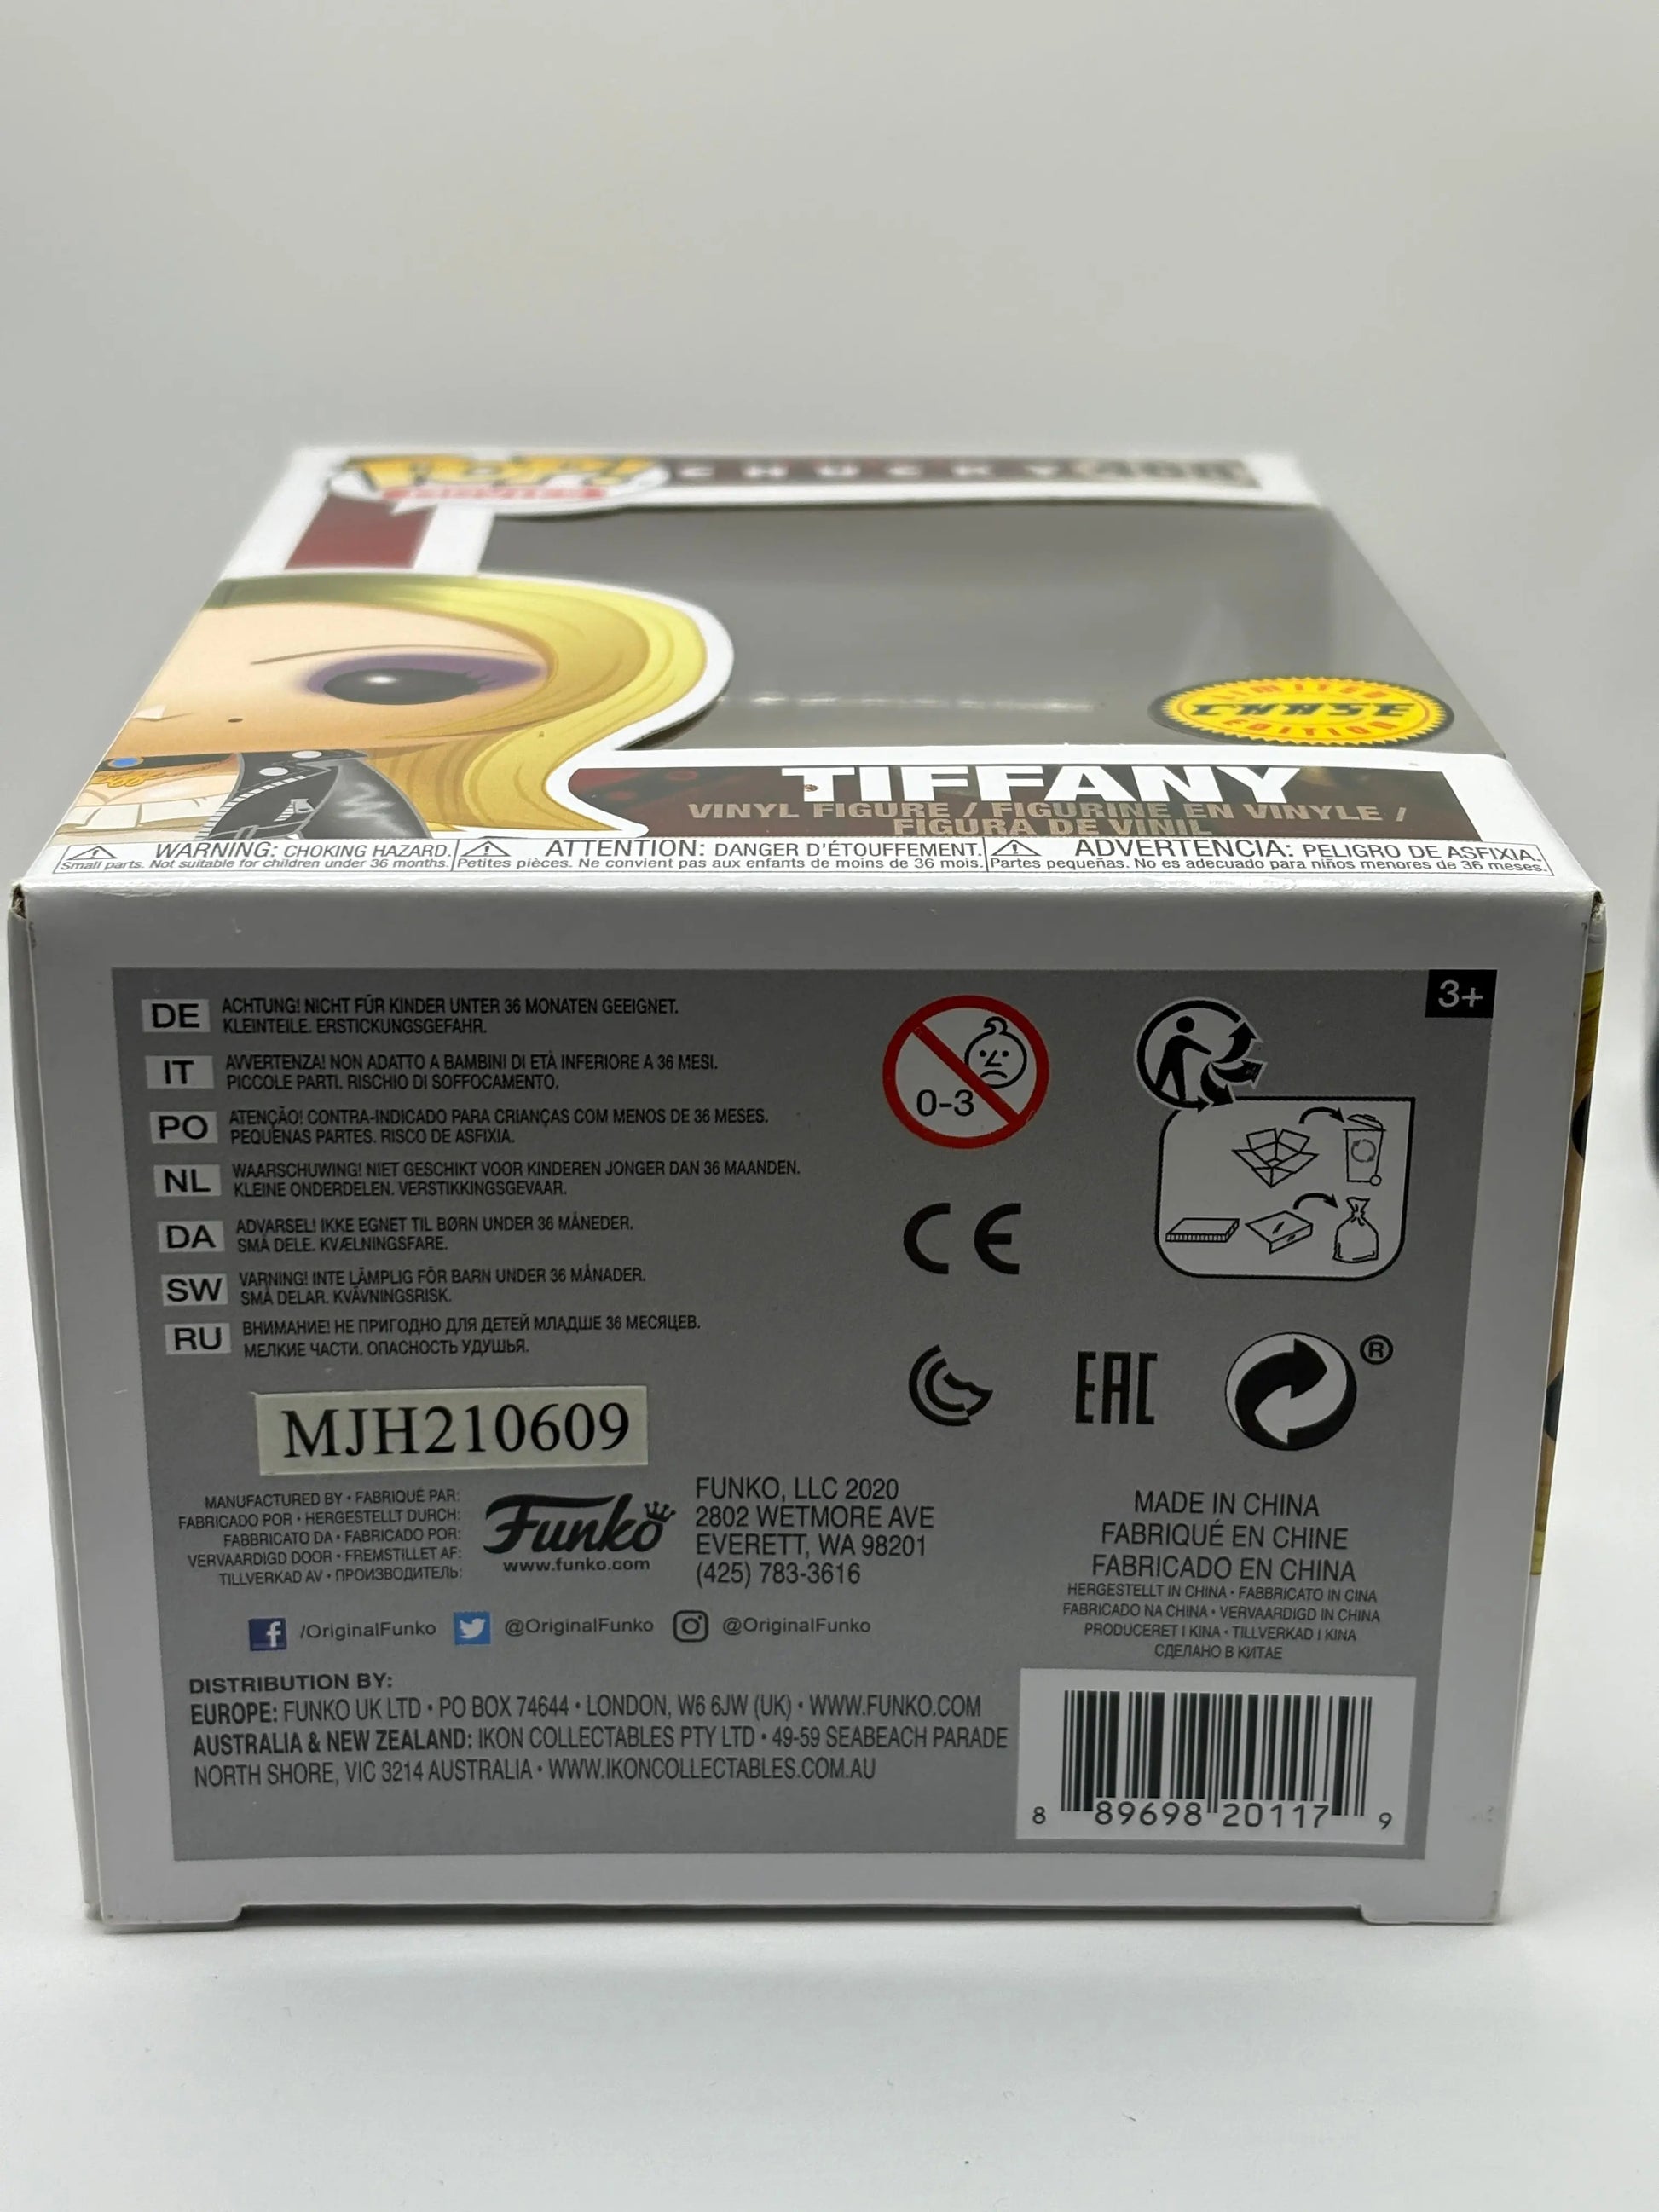 POP!
CHUCKY 468
LIMITED
CHASE
EDITION
TIFFANY
VINYL FIGURE / FIGURINE EN VINYLE /
FIGURA DE VINIL
WARNING: CHOKING HAZARD.
Small parts. Not suitable for children under 36 months.
ATTENTION: DANGER D'ÉTOUFFEMENT.
Petites pièces. Ne convient pas aux enfants de moins de 36 mois.
ADVERTENCIA: PELIGRO DE ASFIXIA.
Partes pequeñas. No es adecuado para niños menores de 36 meses.
3+
DE ACHTUNG! NICHT FÜR KINDER UNTER 36 MONATEN GEEIGNET.
KLEINTEILE. ERSTICKUNGSGEFAHR.
IT AVVERTENZA! NON ADATTO A BAMBINI DI ETÀ INFERIORE A 36 MESI.
PICCOLE PARTI. RISCHIO DI SOFFOCAMENTO.
PO ATENÇÃO! CONTRA-INDICADO PARA CRIANÇAS COM MENOS DE 36 MESES.
PEQUENAS PARTES. RISCO DE ASFIXIA.
NL WAARSCHUWING! NIET GESCHIKT VOOR KINDEREN JONGER DAN 36 MAANDEN.
KLEINE ONDERDELEN. VERSTIKKINGSGEVAAR.
DA ADVARSEL! IKKE EGNET TIL BØRN UNDER 36 MÅNEDER.
SMÅ DELE. KVÆLNINGSFARE.
SW VARNING! INTE LÄMPLIG FÖR BARN UNDER 36 MÅNADER.
SMÅ DELAR. KVÄVNINGSRISK.
RU ВНИМАНИЕ! НЕ ПРИГОДНО ДЛЯ ДЕТЕЙ МЛАДШЕ 36 МЕСЯЦЕВ.
МЕЛКИЕ ЧАСТИ. ОПАСНОСТЬ УДУШЬЯ.
0-3
CE
EAC
®
MJH210609
MANUFACTURED BY • FABRIQUÉ PAR:
FABRICADO POR • HERGESTELLT DURCH:
FABBRICATO DA • FABRICADO POR:
VERVAARDIGD DOOR • FREMSTILLET AF:
TILLVERKAD AV • ПРОИЗВОДИТЕЛЬ:
Funko
www.funko.com
FUNKO, LLC 2020
2802 WETMORE AVE
EVERETT, WA 98201
(425) 783-3616
MADE IN CHINA
FABRIQUÉ EN CHINE
FABRICADO EN CHINA
HERGESTELLT IN CHINA • FABBRICATO IN CINA
FABRICADO NA CHINA • VERVAARDIGD IN CHINA
PRODUCERET I KINA • TILLVERKAD I KINA
СДЕЛАНО В КИТАЕ
f /OriginalFunko @OriginalFunko @OriginalFunko
DISTRIBUTION BY:
EUROPE: FUNKO UK LTD • PO BOX 74644 • LONDON, W6 6JW (UK) • WWW.FUNKO.COM
AUSTRALIA & NEW ZEALAND: IKON COLLECTABLES PTY LTD • 49-59 SEABEACH PARADE
NORTH SHORE, VIC 3214 AUSTRALIA • WWW.IKONCOLLECTABLES.COM.AU
8 89698 20117 9